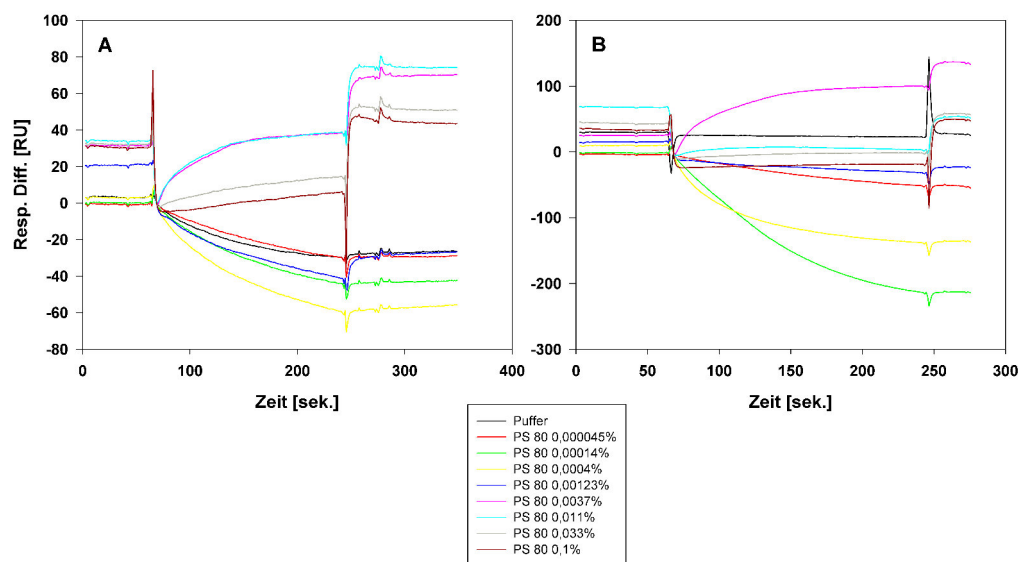 A
B
Resp. Diff. [RU]
100
80
60
40
20
0
-20
-40
-60
-80
0
100
200
300
400
Zeit [sek.]
200
100
0
-100
-200
-300
0
50
100
150
200
250
300
Zeit [sek.]
Puffer
PS 80 0,000045%
PS 80 0,00014%
PS 80 0,0004%
PS 80 0,00123%
PS 80 0,0037%
PS 80 0,011%
PS 80 0,033%
PS 80 0,1%